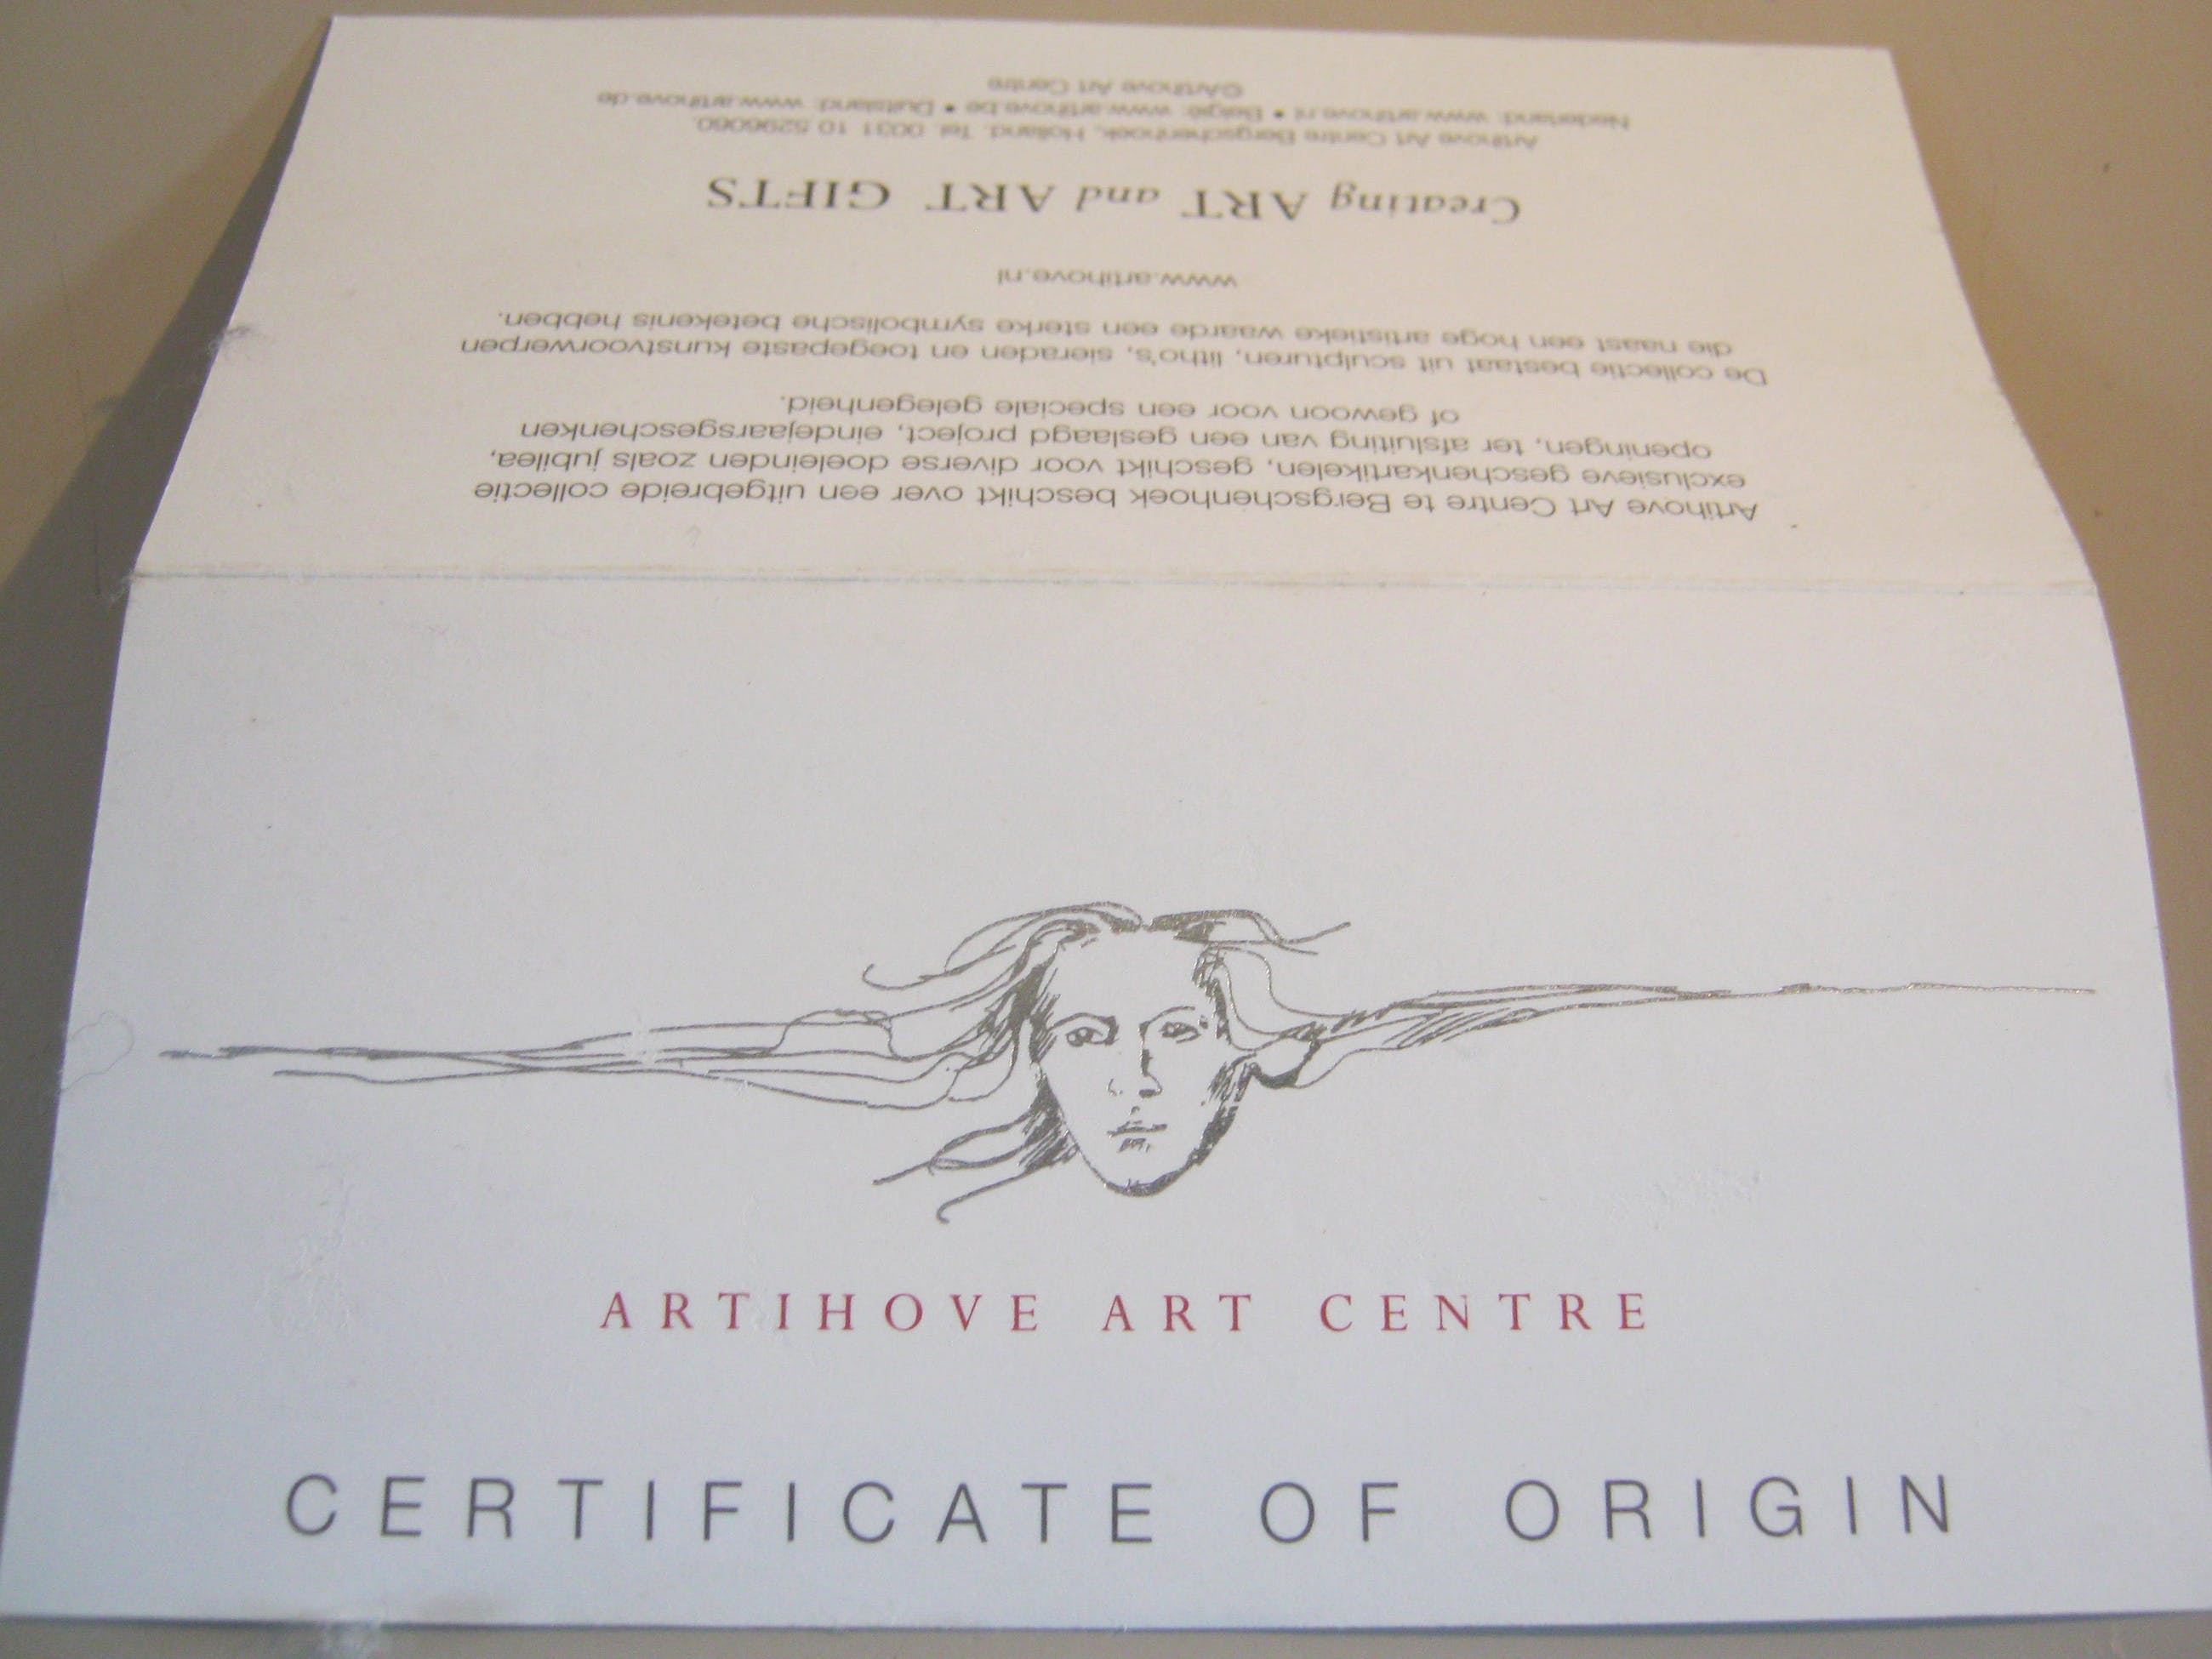 ARTIHOVE ART CENTRE
CERTIFICATE OF ORIGIN
Artihove Art Centre te Bergschenhoek beschikt over een uitgebreide collectie
exclusieve geschenkartikelen, geschikt voor diverse doeleinden zoals jubilea,
openingen, ter afsluiting van een geslaagd project, eindejaarsgeschenken
of gewoon voor een speciale gelegenheid.
De collectie bestaat uit sculpturen, litho's, sieraden en toegepaste kunstvoorwerpen
die naast een hoge artistieke waarde een sterke symbolische betekenis hebben.
www.artihove.nl
Creating ART and ART GIFTS
Artihove Art Centre Bergschenhoek, Holland. Tel. 0031 10 5296060
Nederland: www.artihove.nl • België: www.artihove.be • Duitsland: www.artihove.de
©Artihove Art Centre